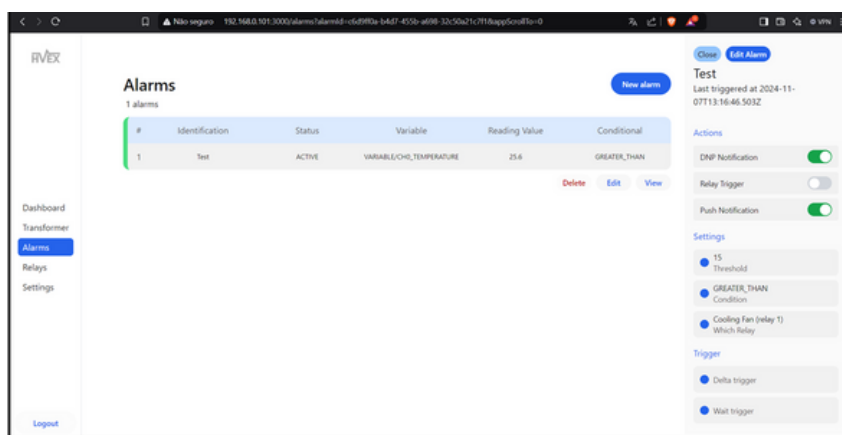 Não seguro 192.168.0.101:3000/alarms?alarmId=c6d9ff0a-b4d7-455b-a698-32c50a21c7f1&appScrollTo=0
VPN
AVEX
Dashboard
Transformer
Alarms
Relays
Settings
Logout
Alarms
1 alarms
New alarm
# Identification Status Variable Reading Value Conditional
1 Test ACTIVE VARIABLE/CH0_TEMPERATURE 25.6 GREATER_THAN
Delete Edit View
Close Edit Alarm
Test
Last triggered at 2024-11-
07T13:16:46.503Z
Actions
DNP Notification
Relay Trigger
Push Notification
Settings
15
Threshold
GREATER_THAN
Condition
Cooling Fan (relay 1)
Which Relay
Trigger
Delta trigger
Wait trigger